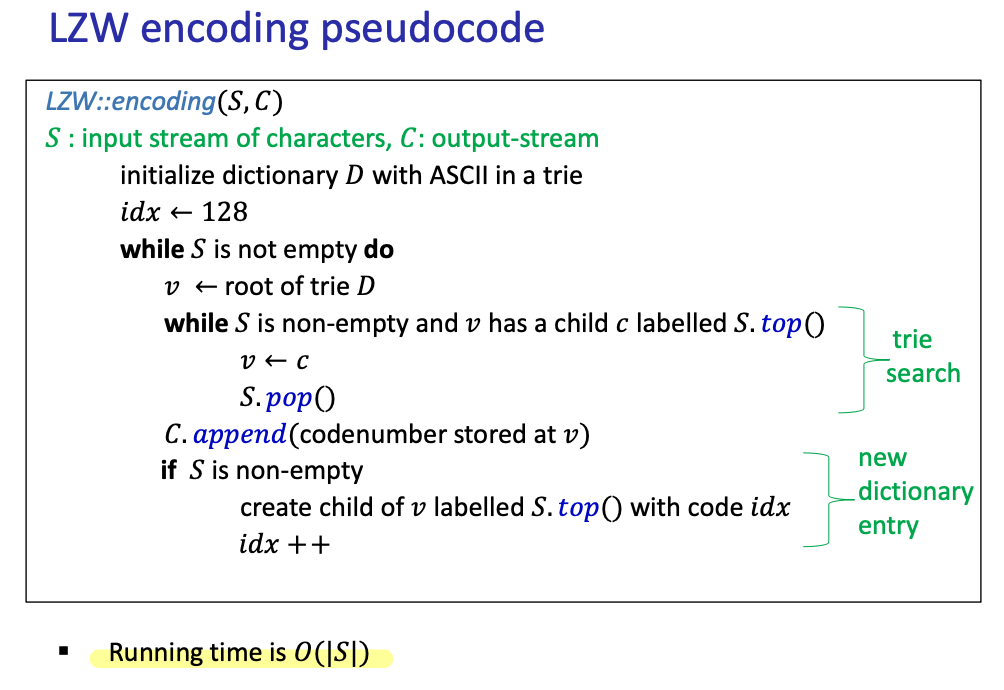 LZW encoding pseudocode
LZW::encoding(S, C)
S : input stream of characters, C: output-stream
initialize dictionary D with ASCII in a trie
idx ← 128
while S is not empty do
v ← root of trie D
while S is non-empty and v has a child c labelled S.top()
v ← c
S.pop()
trie
search
C.append(codenumber stored at v)
if S is non-empty
create child of v labelled S.top() with code idx
idx ++
new
dictionary
entry
▪ Running time is O(|S|)